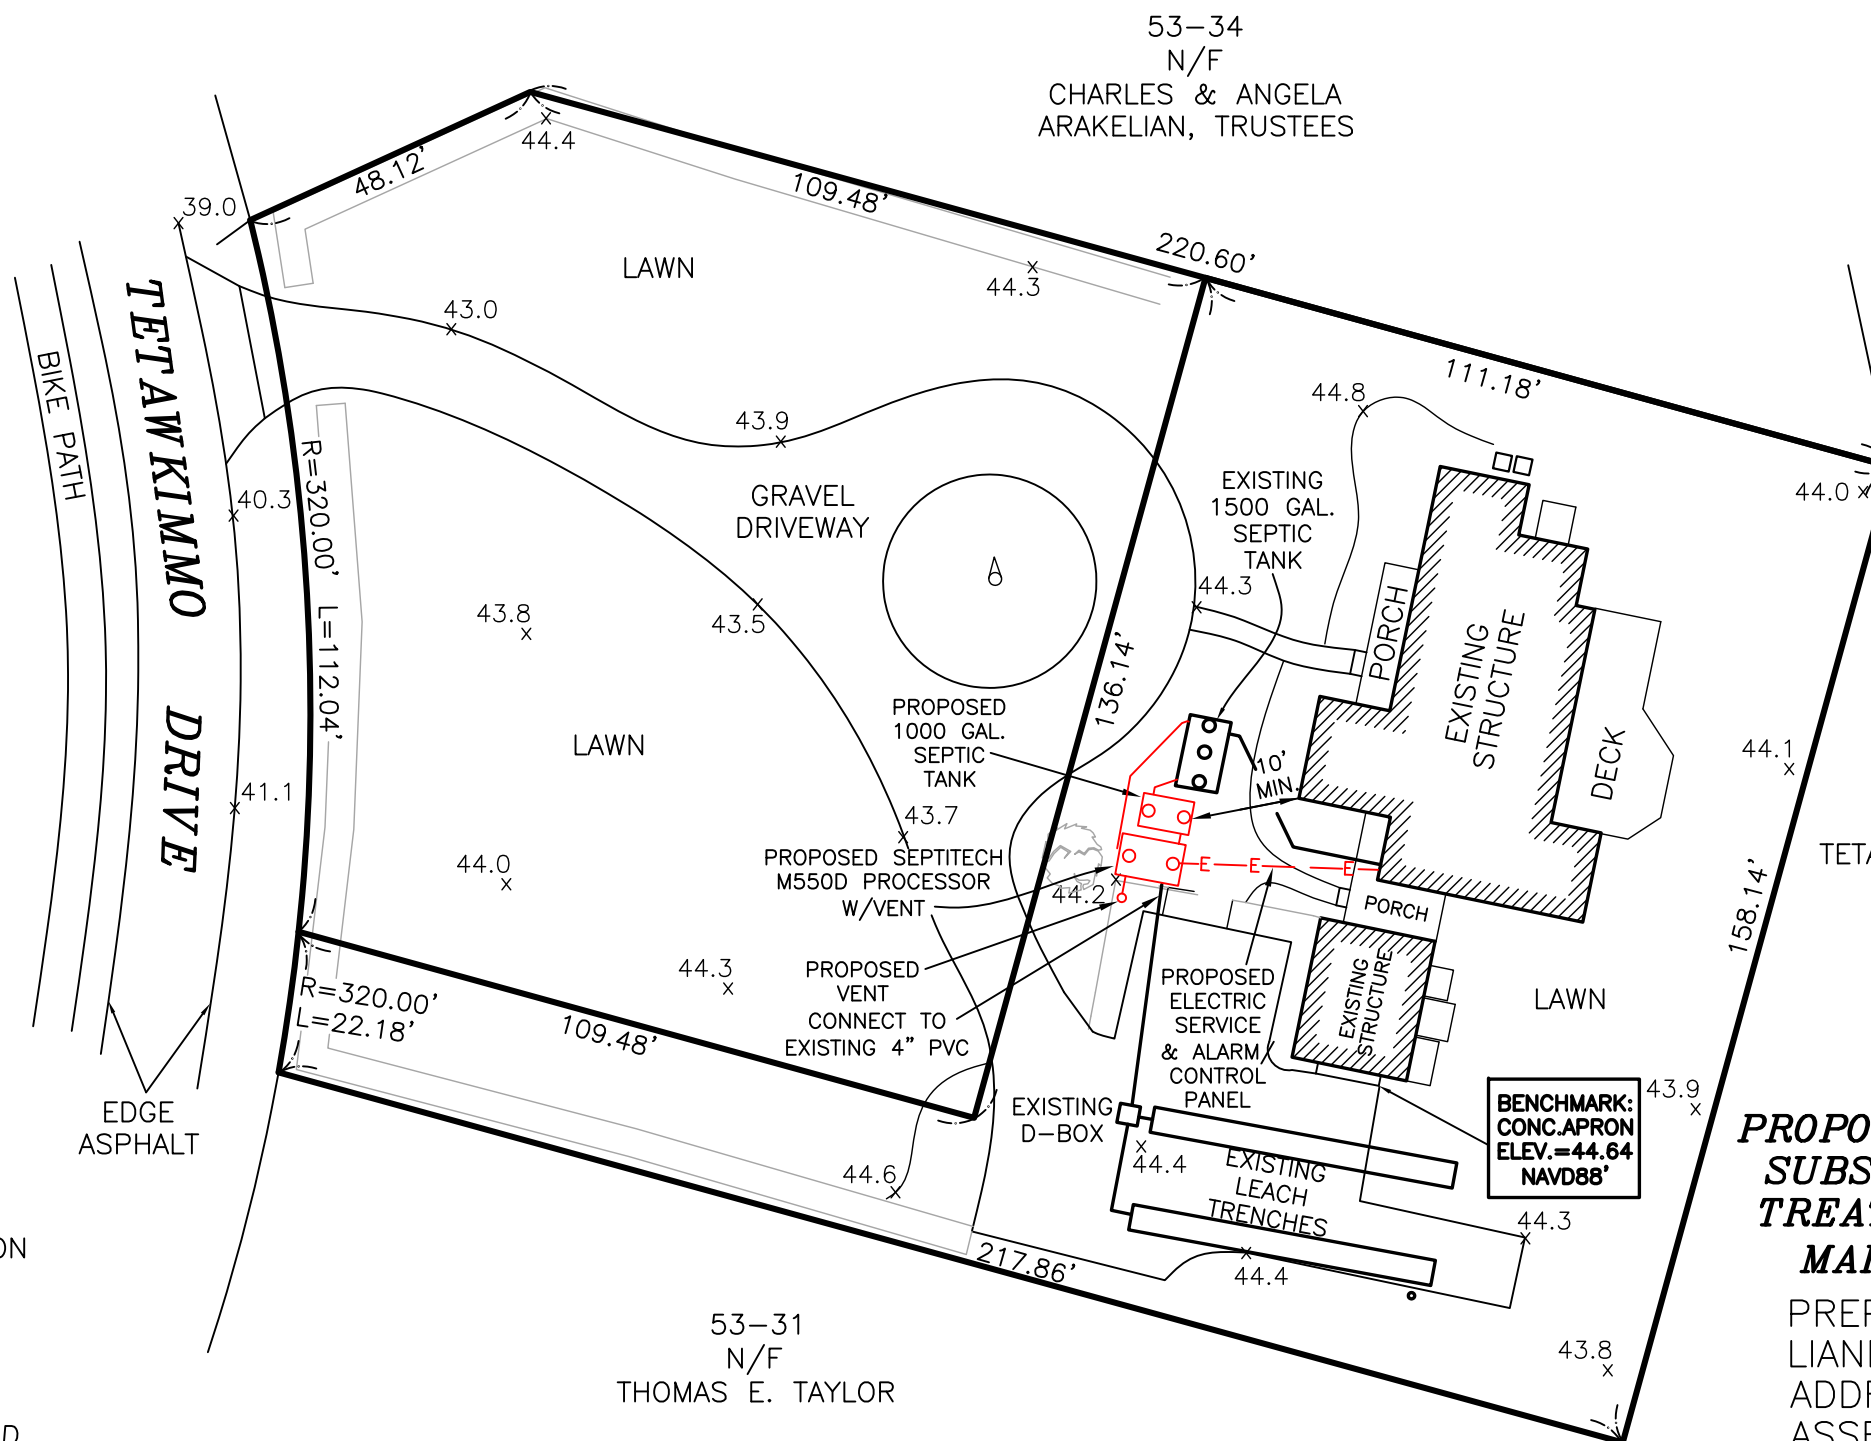 53-34
N/F
CHARLES & ANGELA
ARAKELIAN, TRUSTEES
48.12'
44.4
109.48'
220.60'
39.0
LAWN
44.3
43.0
111.18'
44.8
43.9
BIKE PATH
TETAWKIMMO DRIVE
R=320.00' L=112.04'
40.3
GRAVEL
DRIVEWAY
EXISTING
1500 GAL.
SEPTIC
TANK
44.0
44.3
43.8
43.5
136.14'
PORCH
EXISTING
STRUCTURE
DECK
PROPOSED
1000 GAL.
SEPTIC
TANK
LAWN
10'
MIN.
44.1
41.1
43.7
44.0
PROPOSED SEPTITECH
M550D PROCESSOR
W/VENT
44.2
E
E
E
PORCH
158.14'
TETA
44.3
R=320.00'
L=22.18'
109.48'
PROPOSED
VENT
CONNECT TO
EXISTING 4" PVC
PROPOSED
ELECTRIC
SERVICE
& ALARM
CONTROL
PANEL
EXISTING
STRUCTURE
LAWN
EDGE
ASPHALT
EXISTING
D-BOX
BENCHMARK:
CONC.APRON
ELEV.=44.64
NAVD88'
43.9
44.6
44.4
EXISTING
LEACH
TRENCHES
44.3
217.86'
44.4
43.8
PROPO
SUBS
TREA
MA
PREP
LIAN
ADDR
ASSE
ON
53-31
N/F
THOMAS E. TAYLOR